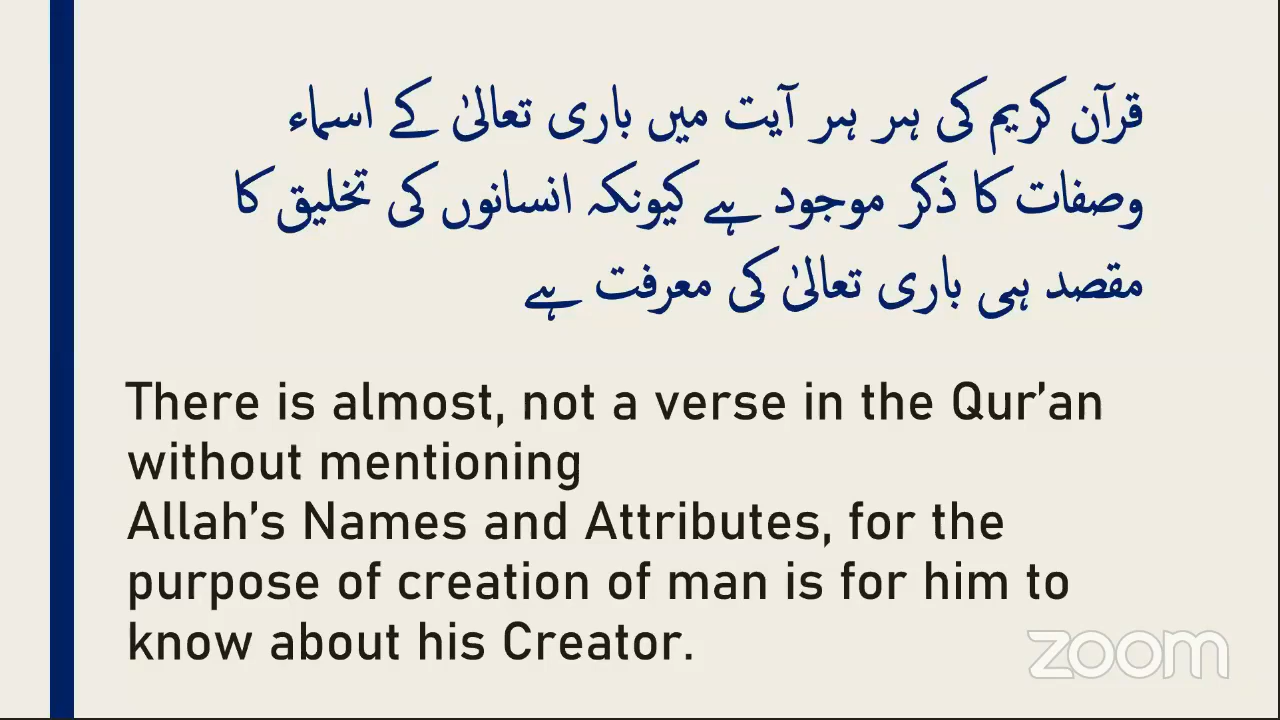 قرآن کریم کی ہر ہر آیت میں باری تعالیٰ کے اسماء
وصفات کا ذکر موجود ہے کیونکہ انسانوں کی تخلیق کا
مقصد ہی باری تعالیٰ کی معرفت ہے
There is almost, not a verse in the Qur’an
without mentioning
Allah’s Names and Attributes, for the
purpose of creation of man is for him to
know about his Creator.
zoom